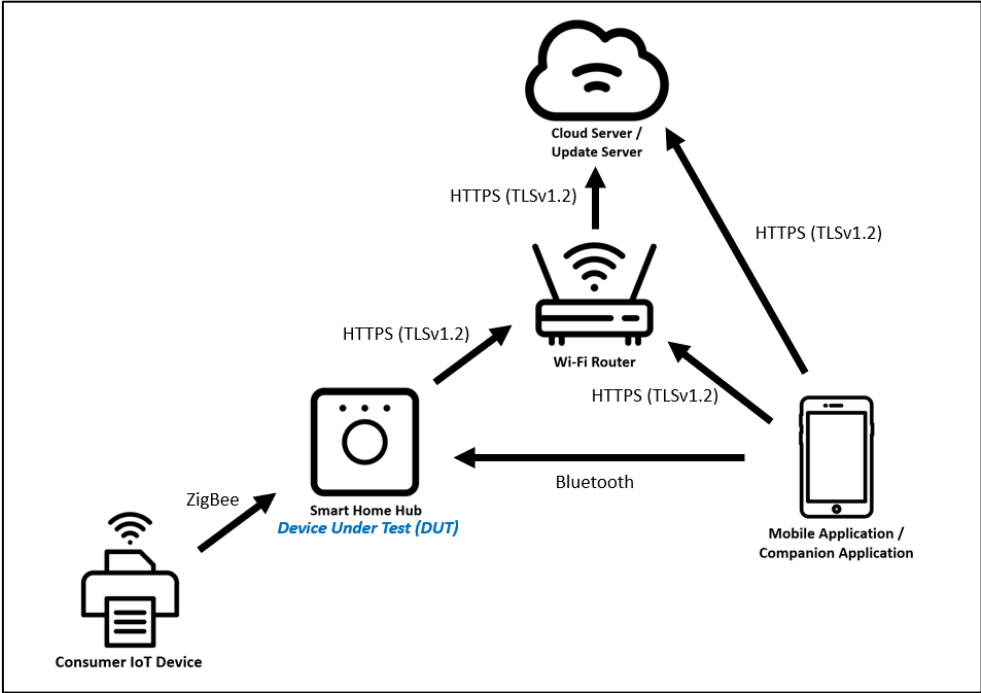 Cloud Server /
Update Server
HTTPS (TLSv1.2)
HTTPS (TLSv1.2)
HTTPS (TLSv1.2)
Wi-Fi Router
HTTPS (TLSv1.2)
Bluetooth
ZigBee
Smart Home Hub
Device Under Test (DUT)
Mobile Application /
Companion Application
Consumer IoT Device